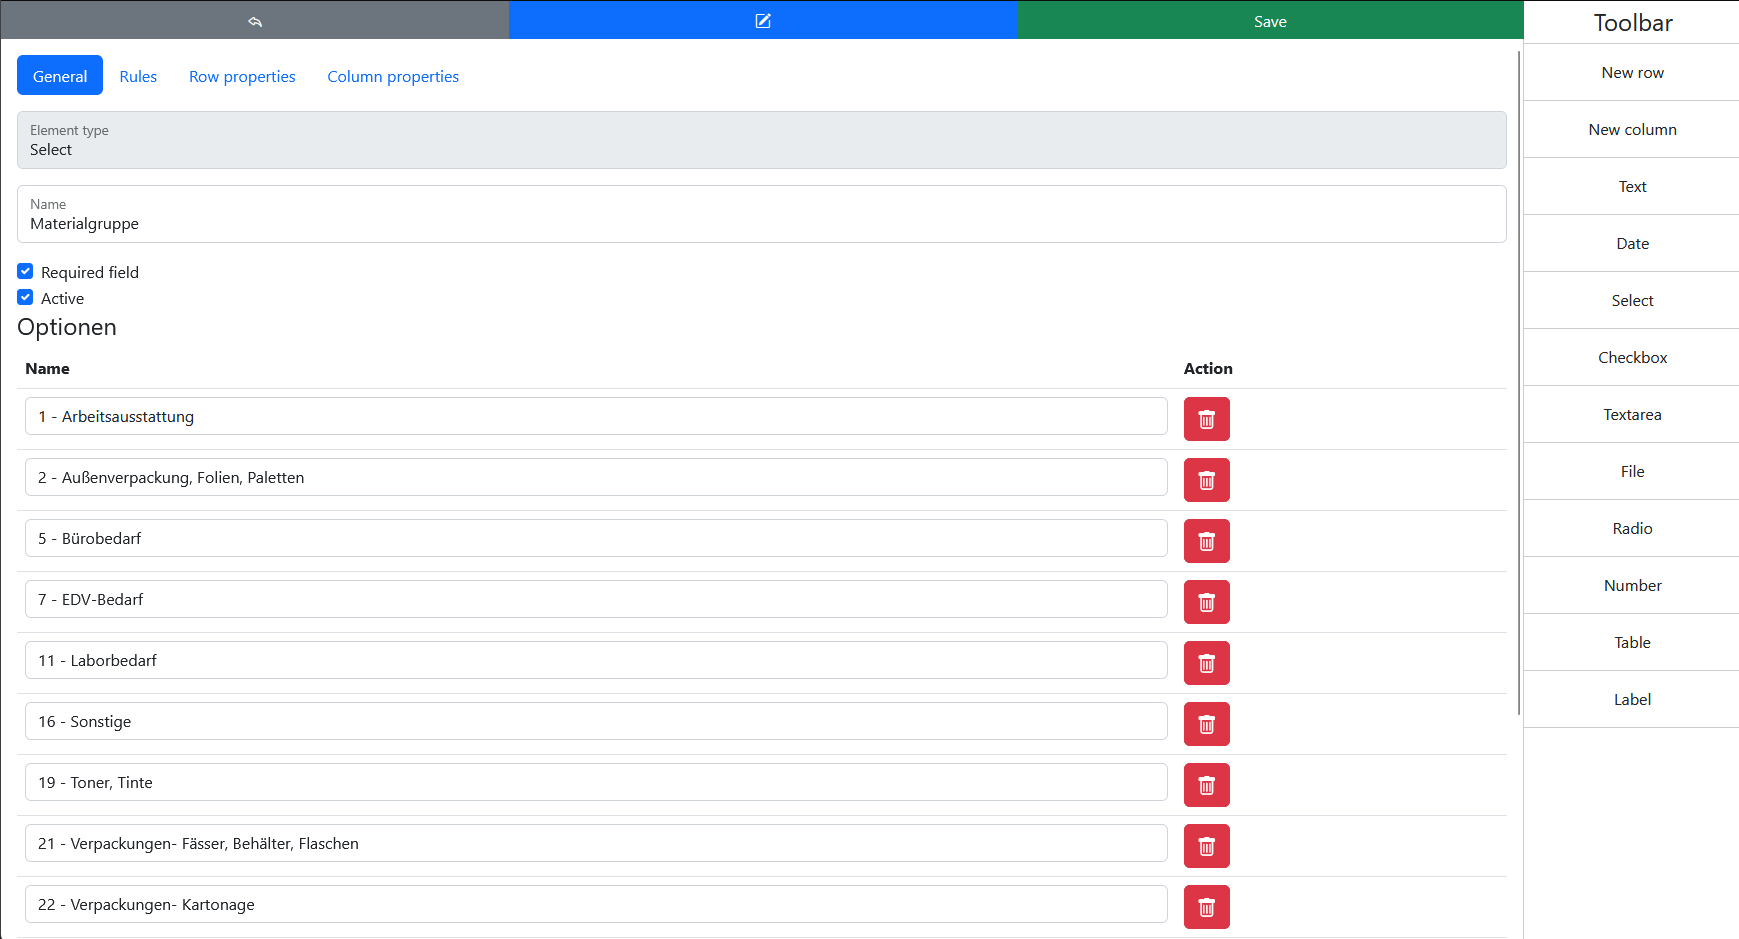 Save
General Rules Row properties Column properties
Element type
Select
Name
Materialgruppe
Required field
Active
Optionen
Name Action
1 - Arbeitsausstattung
2 - Außenverpackung, Folien, Paletten
5 - Bürobedarf
7 - EDV-Bedarf
11 - Laborbedarf
16 - Sonstige
19 - Toner, Tinte
21 - Verpackungen- Fässer, Behälter, Flaschen
22 - Verpackungen- Kartonage
Toolbar
New row
New column
Text
Date
Select
Checkbox
Textarea
File
Radio
Number
Table
Label